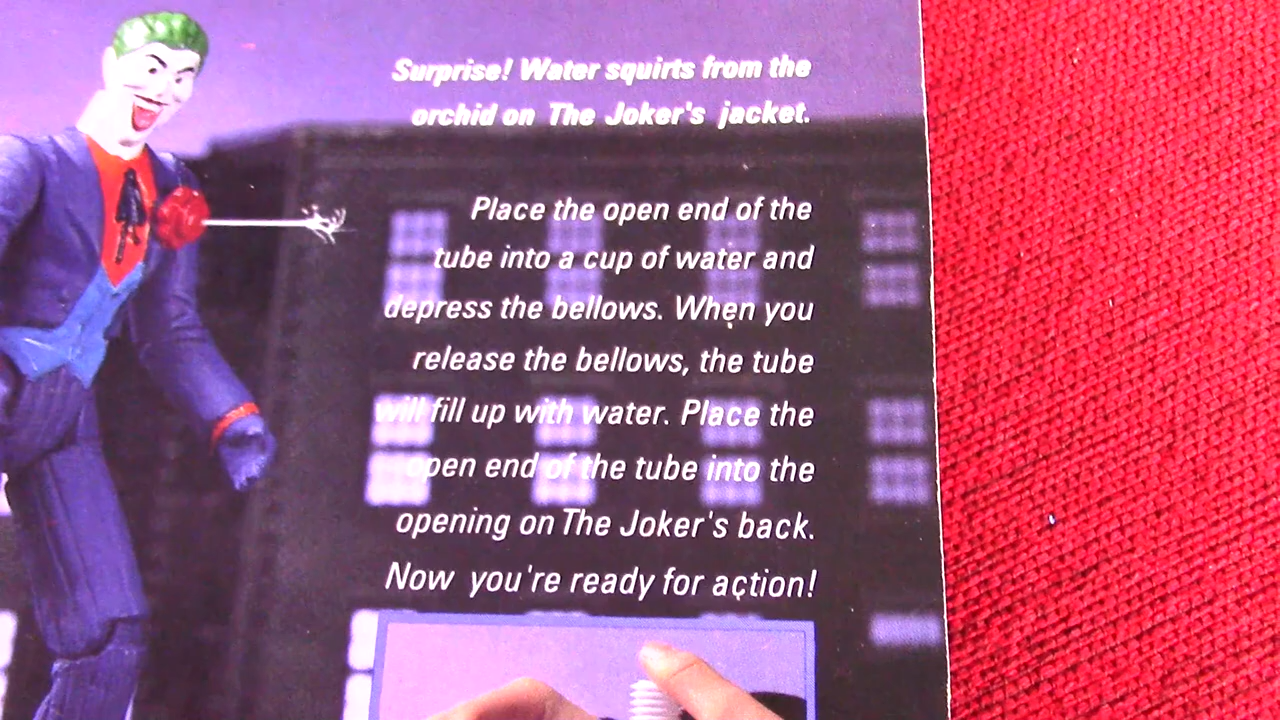 Surprise! Water squirts from the
orchid on The Joker's jacket.
Place the open end of the
tube into a cup of water and
depress the bellows. When you
release the bellows, the tube
will fill up with water. Place the
open end of the tube into the
opening on The Joker's back.
Now you're ready for action!